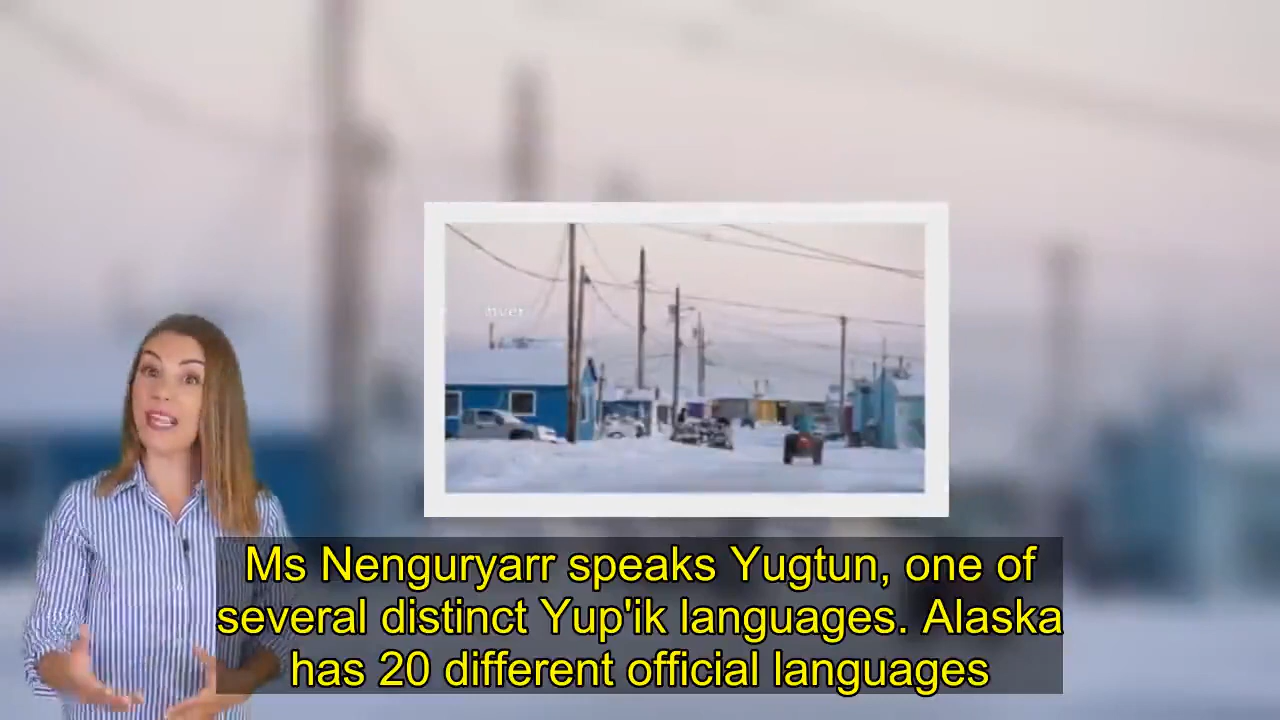 Ms Nenguryarr speaks Yugtun, one of
several distinct Yup'ik languages. Alaska
has 20 different official languages